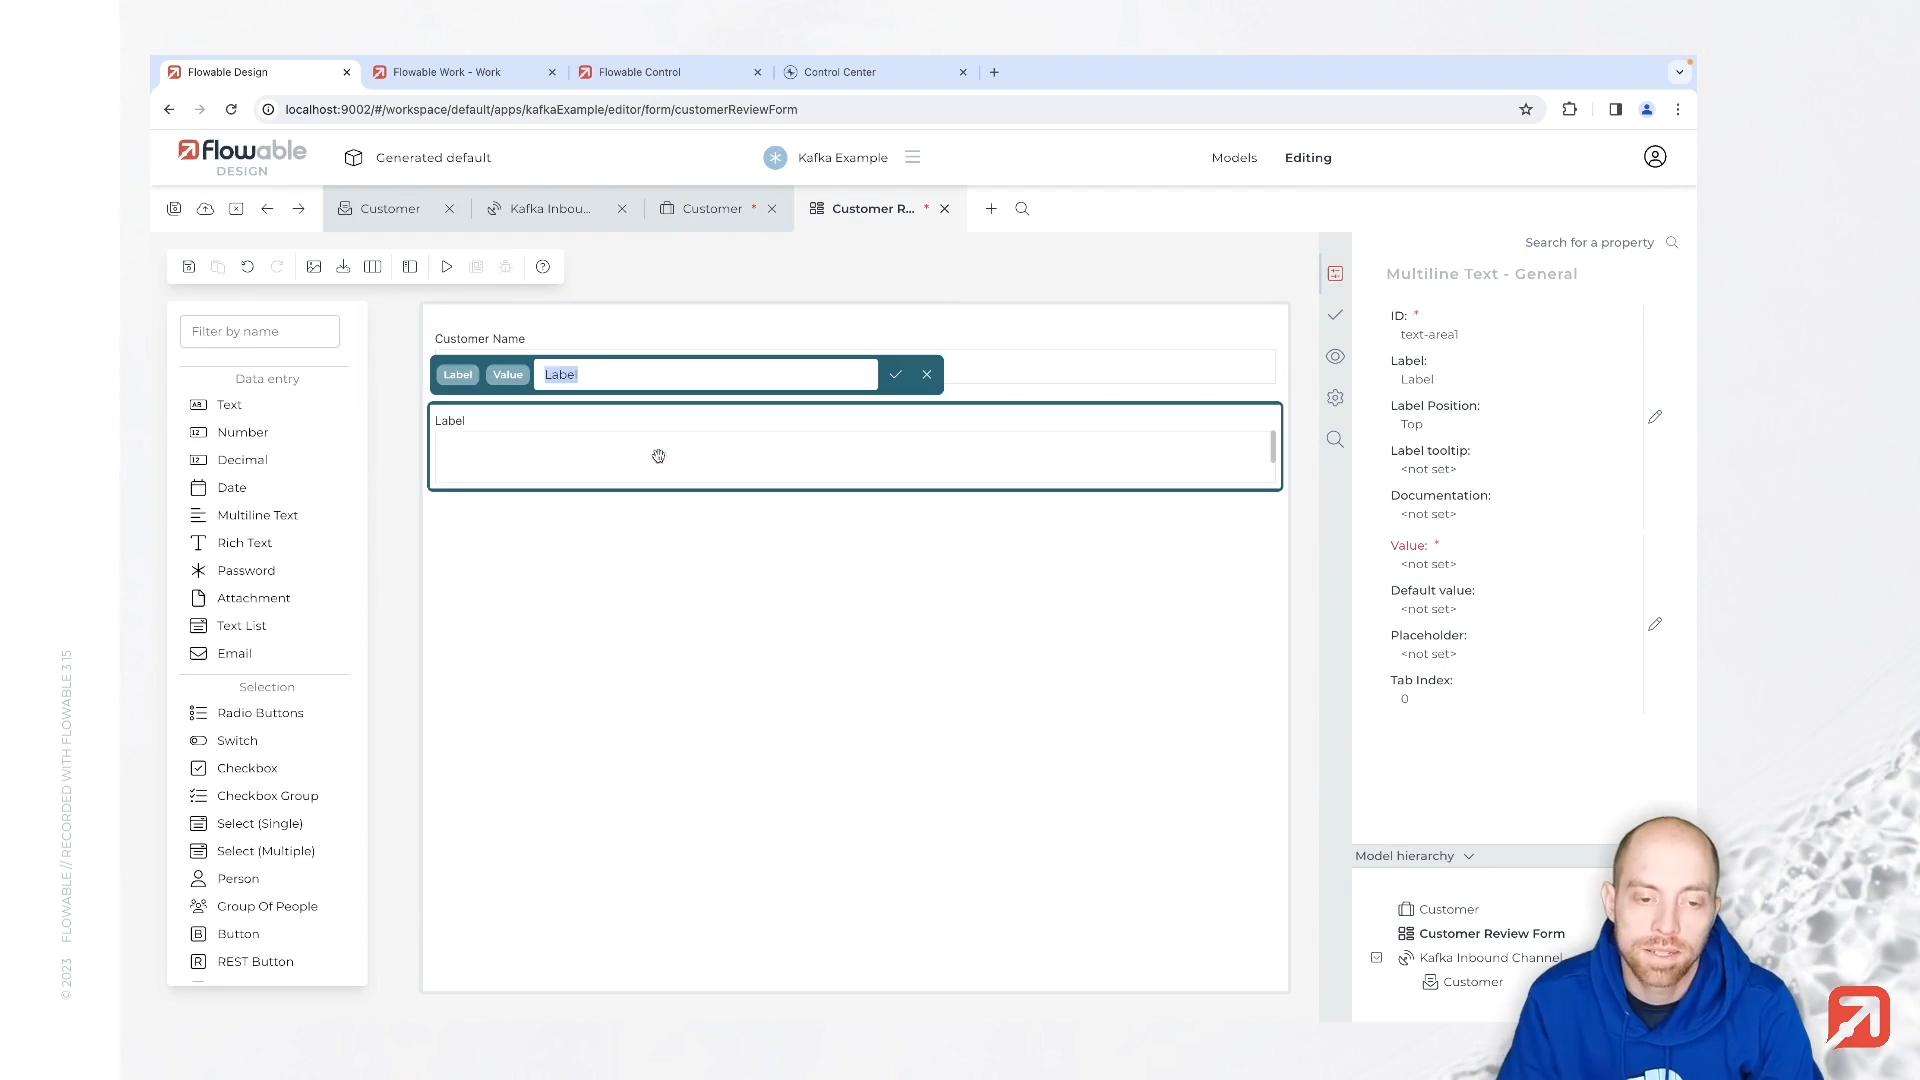 Flowable Design
Flowable Work - Work
Flowable Control
Control Center
localhost:9002/#/workspace/default/apps/kafkaExample/editor/form/customerReviewForm
Flowable
DESIGN
Generated default
Kafka Example
Models
Editing
Customer
Kafka Inbou...
Customer *
Customer R... *
Search for a property
Multiline Text - General
Filter by name
Data entry
Text
Number
Decimal
Date
Multiline Text
Rich Text
Password
Attachment
Text List
Email
Selection
Radio Buttons
Switch
Checkbox
Checkbox Group
Select (Single)
Select (Multiple)
Person
Group Of People
Button
REST Button
Customer Name
Label
Value
Label
Label
ID: *
text-area1
Label:
Label
Label Position:
Top
Label tooltip:
<not set>
Documentation:
<not set>
Value: *
<not set>
Default value:
<not set>
Placeholder:
<not set>
Tab Index:
0
Model hierarchy
Customer
Customer Review Form
Kafka Inbound Channel
Customer
© 2023 FLOWABLE // RECORDED WITH FLOWABLE 3.15